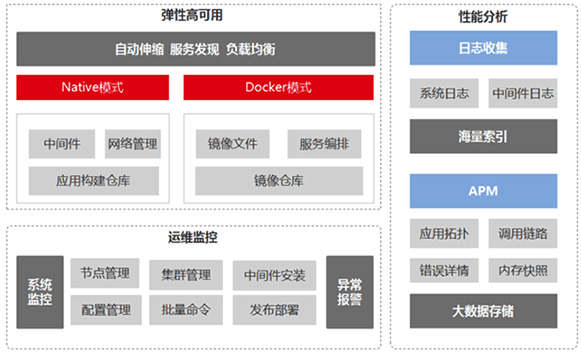 弹性高可用
自动伸缩 服务发现 负载均衡
Native模式
Docker模式
中间件
网络管理
应用构建仓库
镜像文件
服务编排
镜像仓库
运维监控
系统
监控
节点管理
集群管理
中间件安装
配置管理
批量命令
发布部署
异常
报警
性能分析
日志收集
系统日志
中间件日志
海量索引
APM
应用拓扑
调用链路
错误详情
内存快照
大数据存储